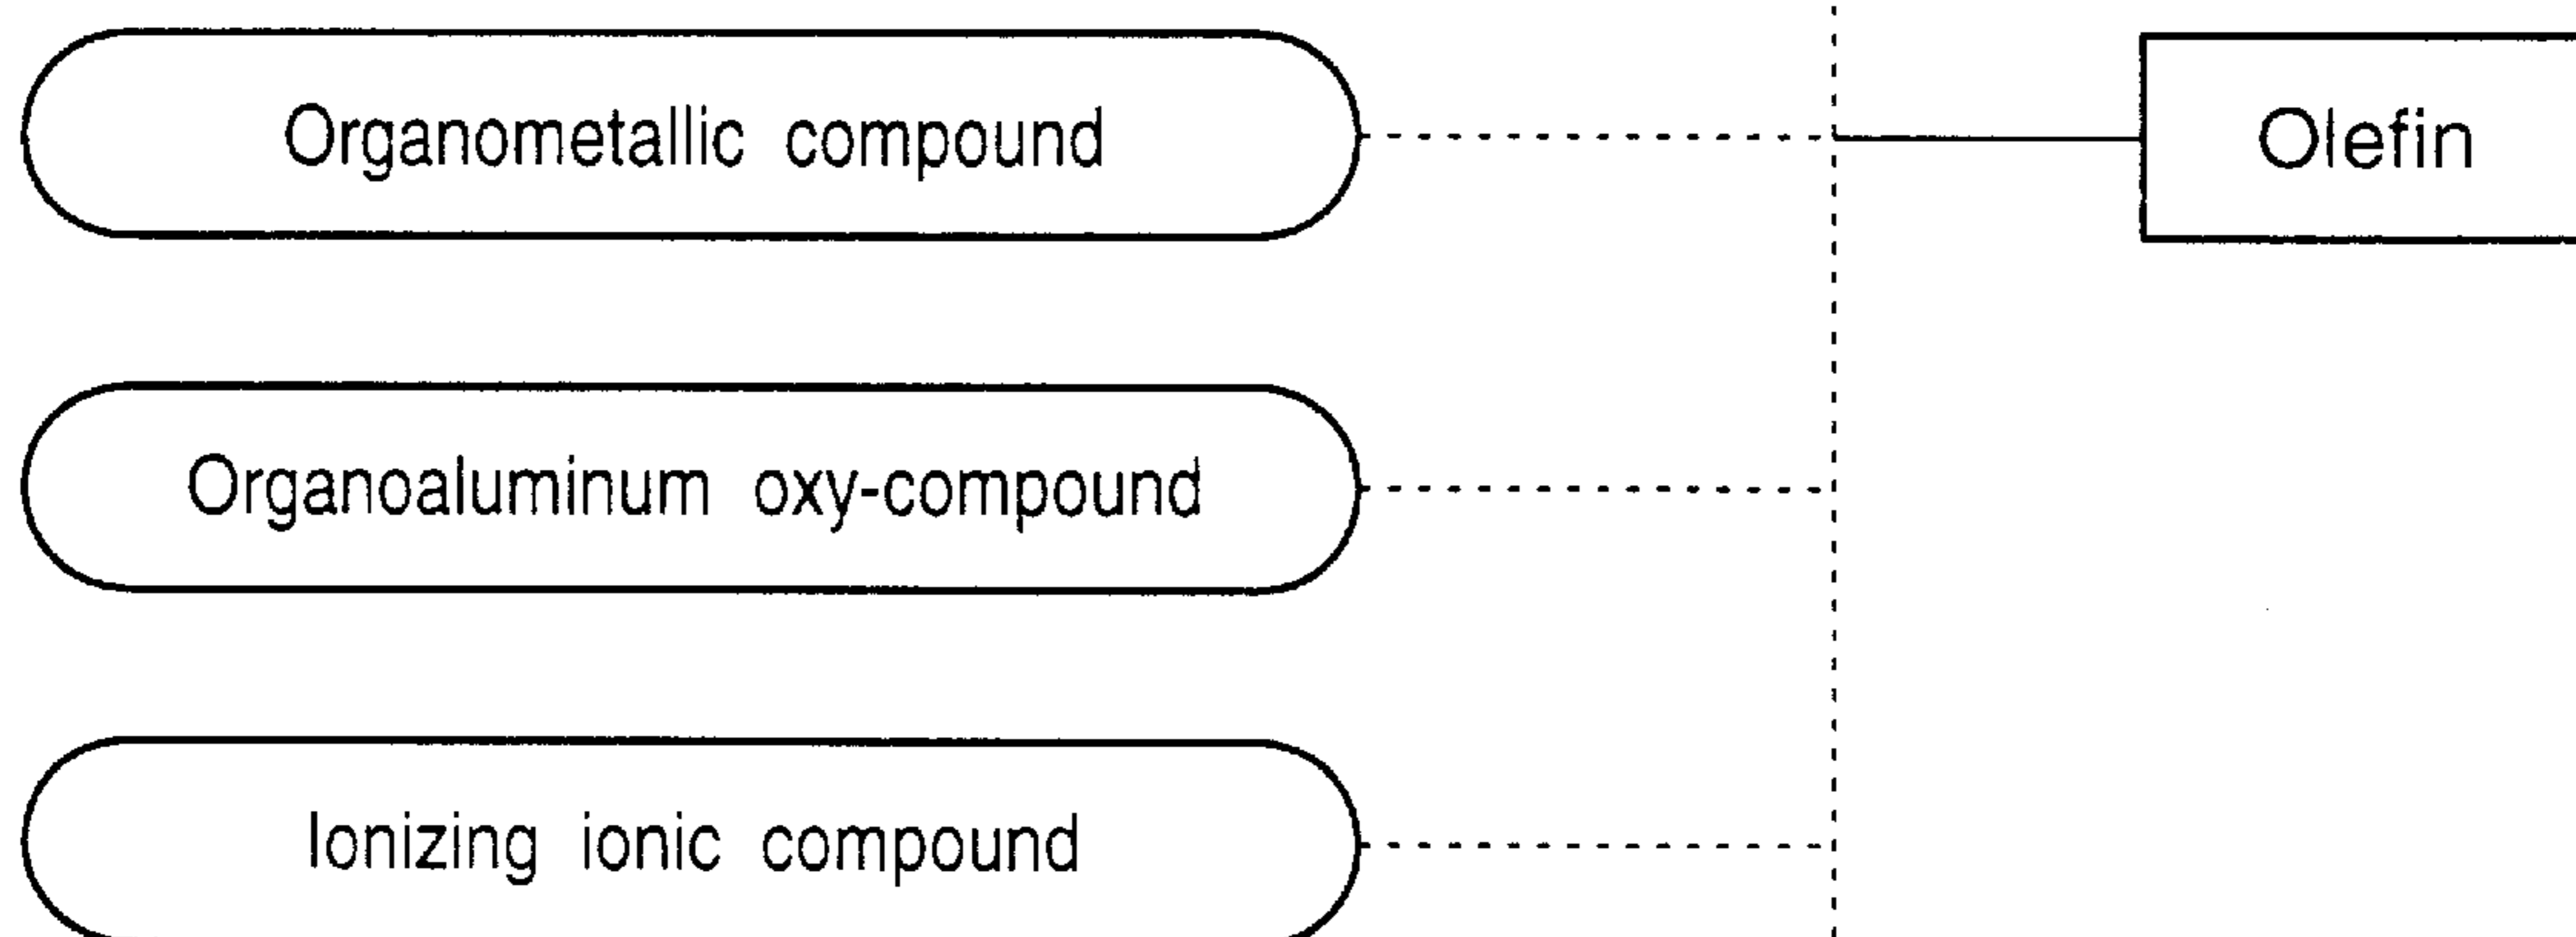 Organometallic compound
Olefin
Organoaluminum oxy-compound
Ionizing ionic compound